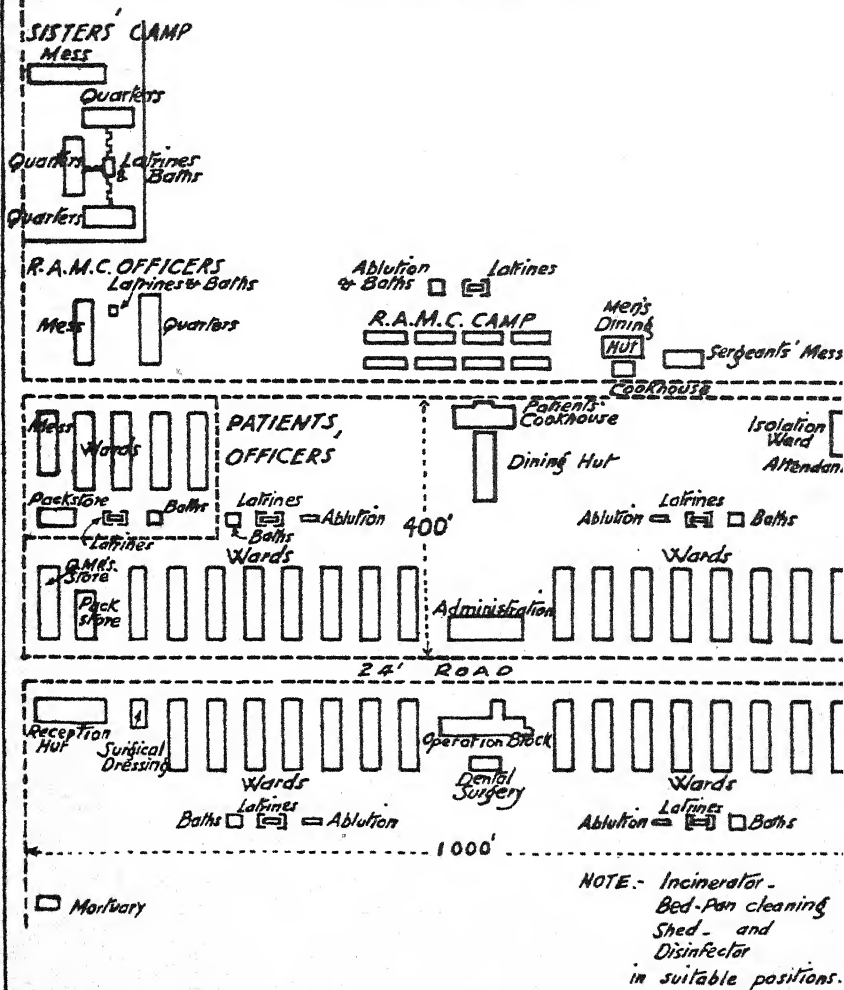 SISTERS' CAMP
Mess
Quarters
Quarters
Latrines
&
Baths
Quarters
R.A.M.C. OFFICERS
Latrines & Baths
Mess
Quarters
Ablution
& Baths
Latrines
R.A.M.C. CAMP
Men's
Dining
HUT
Sergeants' Mess
Cookhouse
Mess
Wards
PATIENTS,
OFFICERS
Patients'
Cookhouse
Dining Hut
Isolation
Ward
Packstore
Latrines
Baths
Latrines
Baths
Ablution
400'
Ablution
Latrines
Baths
Wards
Wards
Q.M.'s.
Store
Pack
store
Administration
24' ROAD
Reception
Hut
Surgical
Dressing
Operation Block
Dental
Surgery
Wards
Wards
Baths
Latrines
Ablution
Ablution
Latrines
Baths
1000'
Mortuary
NOTE.- Incinerator-
Bed-Pan cleaning
Shed- and
Disinfector
in suitable positions.